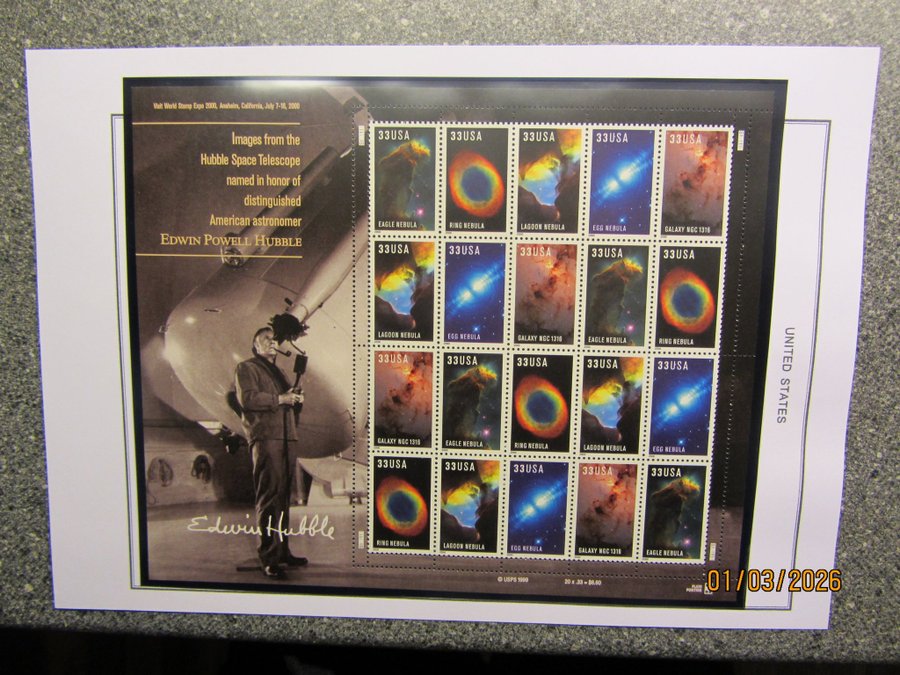 Visit World Stamp Expo 2000, Anaheim, California, July 7-16, 2000
Images from the
Hubble Space Telescope
named in honor of
distinguished
American astronomer
EDWIN POWELL HUBBLE
Edwin Hubble
33USA 33USA 33USA 33USA 33USA
EAGLE NEBULA RING NEBULA LAGOON NEBULA EGG NEBULA GALAXY NGC 1316
33USA 33USA 33USA 33USA 33USA
LAGOON NEBULA EGG NEBULA GALAXY NGC 1316 EAGLE NEBULA RING NEBULA
33USA 33USA 33USA 33USA 33USA
GALAXY NGC 1316 EAGLE NEBULA RING NEBULA LAGOON NEBULA EGG NEBULA
33USA 33USA 33USA 33USA 33USA
RING NEBULA LAGOON NEBULA EGG NEBULA GALAXY NGC 1316 EAGLE NEBULA
© USPS 1999 20 x .33 = $6.60 PLATE
POSITION
UNITED STATES
01/03/2026